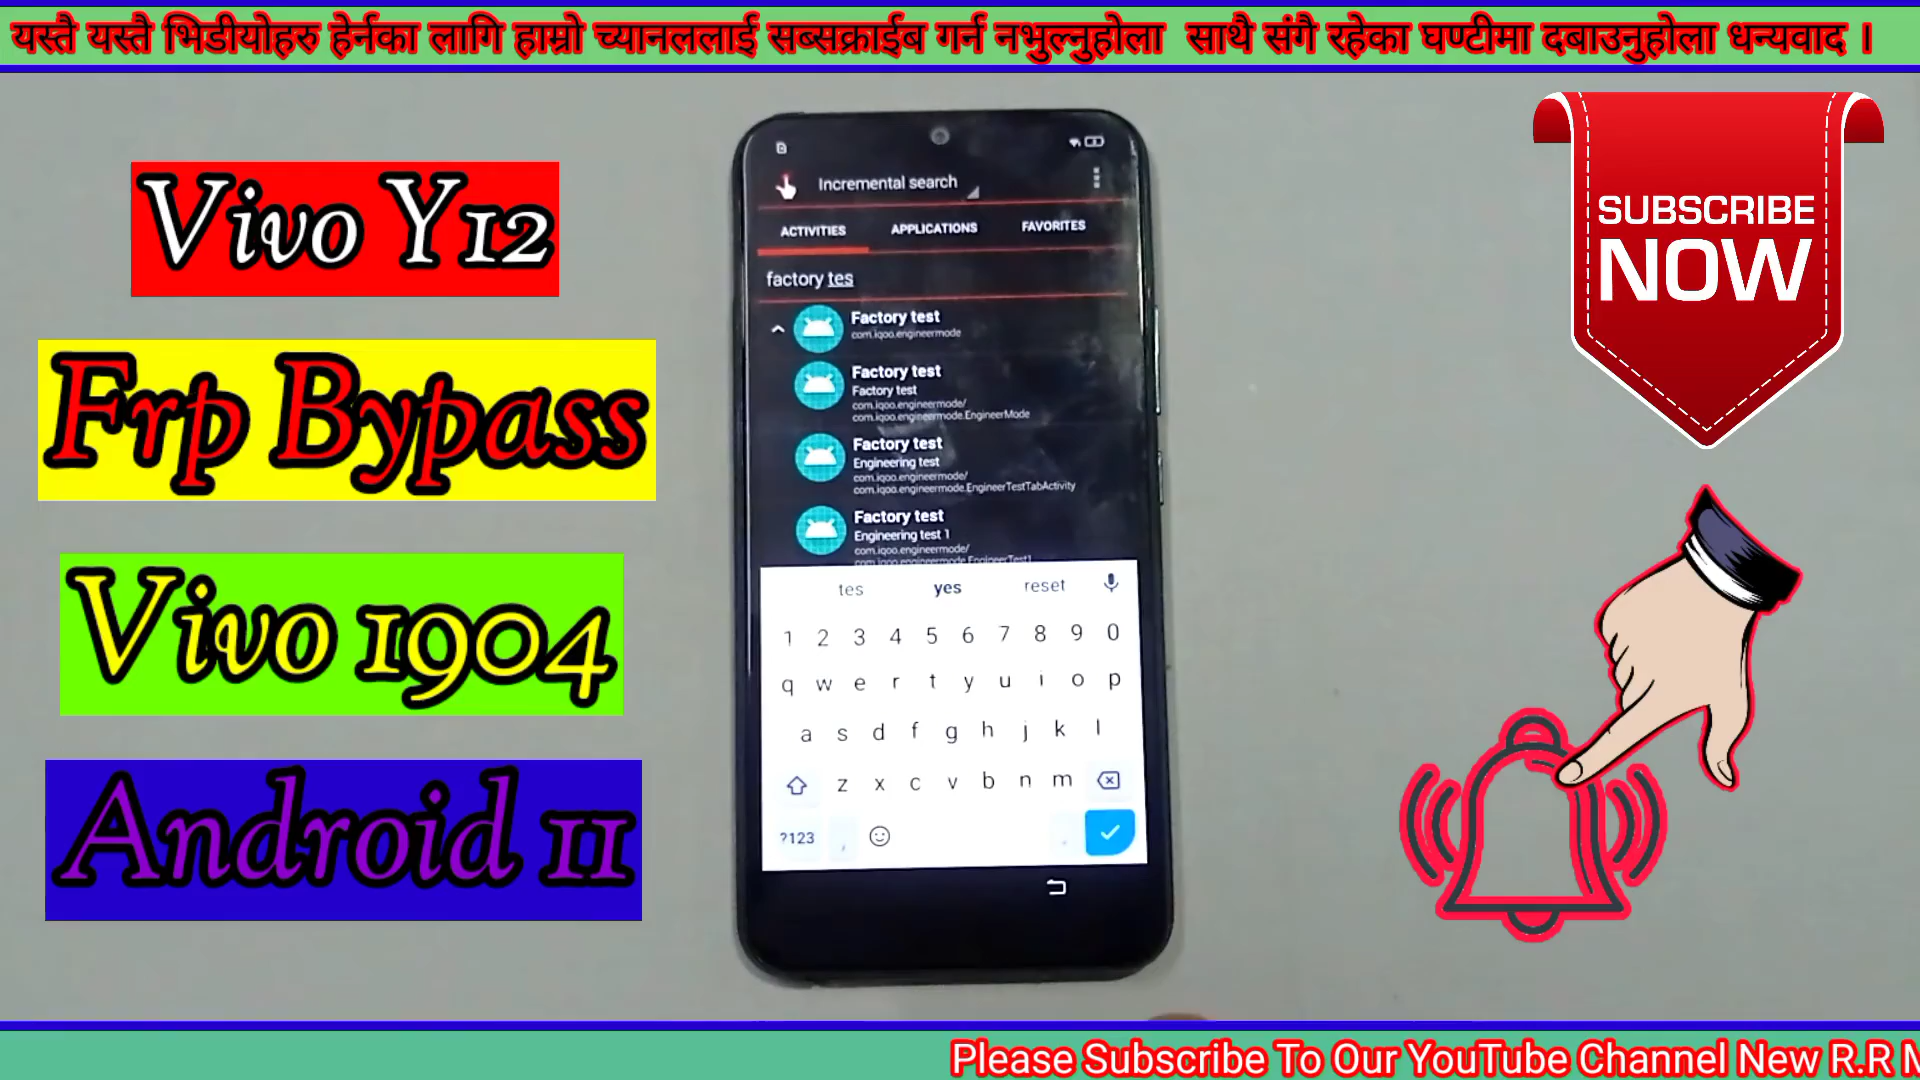 यस्तै यस्तै भिडीयोहरु हेर्नका लागि हाम्रो च्यानललाई सब्सक्राईब गर्न नभुल्नुहोला साथै संगै रहेका घण्टीमा दबाउनुहोला धन्यवाद ।
Vivo Y12
Frp Bypass
Vivo 1904
Android 11
Incremental search
ACTIVITIES APPLICATIONS FAVORITES
factory tes
Factory test
com.iqoo.engineermode
Factory test
Factory test
com.iqoo.engineermode/
com.iqoo.engineermode.EngineerMode
Factory test
Engineering test
com.iqoo.engineermode/
com.iqoo.engineermode.EngineerTestTabActivity
Factory test
Engineering test 1
com.iqoo.engineermode/
com.iqoo.engineermode.EngineerTest1
tes yes reset
1 2 3 4 5 6 7 8 9 0
q w e r t y u i o p
a s d f g h j k l
z x c v b n m
?123 , .
SUBSCRIBE
NOW
Please Subscribe To Our YouTube Channel New R.R